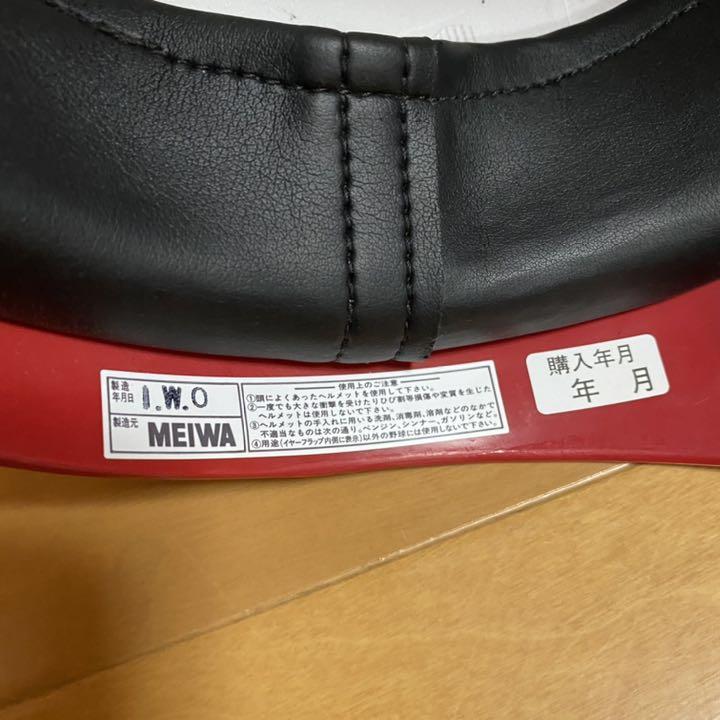 製造
年月日 I.W.O
製造元 MEIWA
使用上のご注意
①頭によくあったヘルメットを使用して下さい。
②一度でも大きな衝撃を受けたりひび割等損傷や変質を生じた
ヘルメットは使用しないで下さい。
③ヘルメットの手入れに用いる洗剤、消毒剤、溶剤などのなかで
不適当なものは次の通り。ベンジン、シンナー、ガソリンなど。
④用途(イヤーフラップ内側に表示)以外の野球には使用しないで下さい。
購入年月
年 月